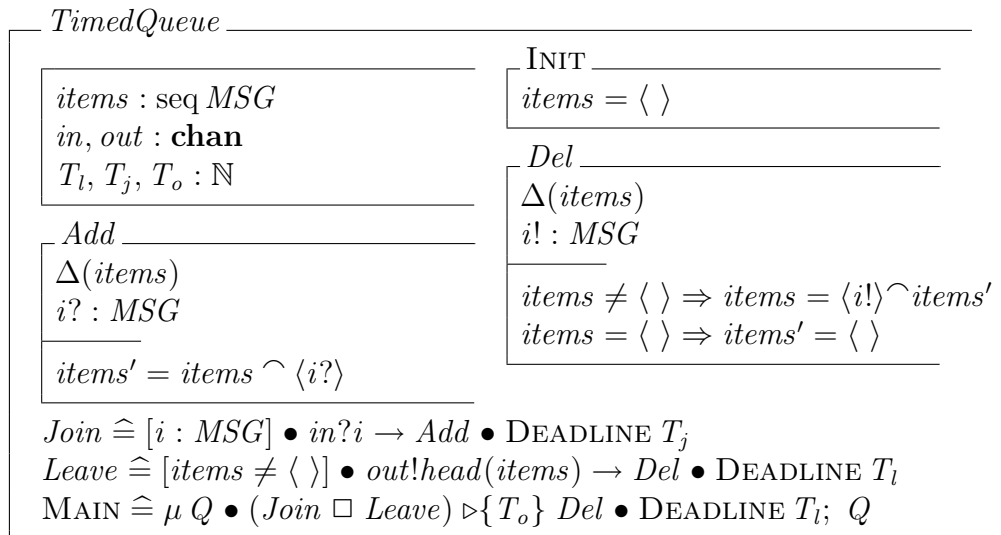 TimedQueue
items : seq MSG
in, out : chan
T_l, T_j, T_o : ℕ
Add
Δ(items)
i? : MSG
items′ = items ⌢ ⟨i?⟩
INIT
items = ⟨ ⟩
Del
Δ(items)
i! : MSG
items ≠ ⟨ ⟩ ⇒ items = ⟨i!⟩⌢items′
items = ⟨ ⟩ ⇒ items′ = ⟨ ⟩
Join ≙ [i : MSG] • in?i → Add • DEADLINE T_j
Leave ≙ [items ≠ ⟨ ⟩] • out!head(items) → Del • DEADLINE T_l
MAIN ≙ μ Q • (Join □ Leave) ▷{T_o} Del • DEADLINE T_l; Q